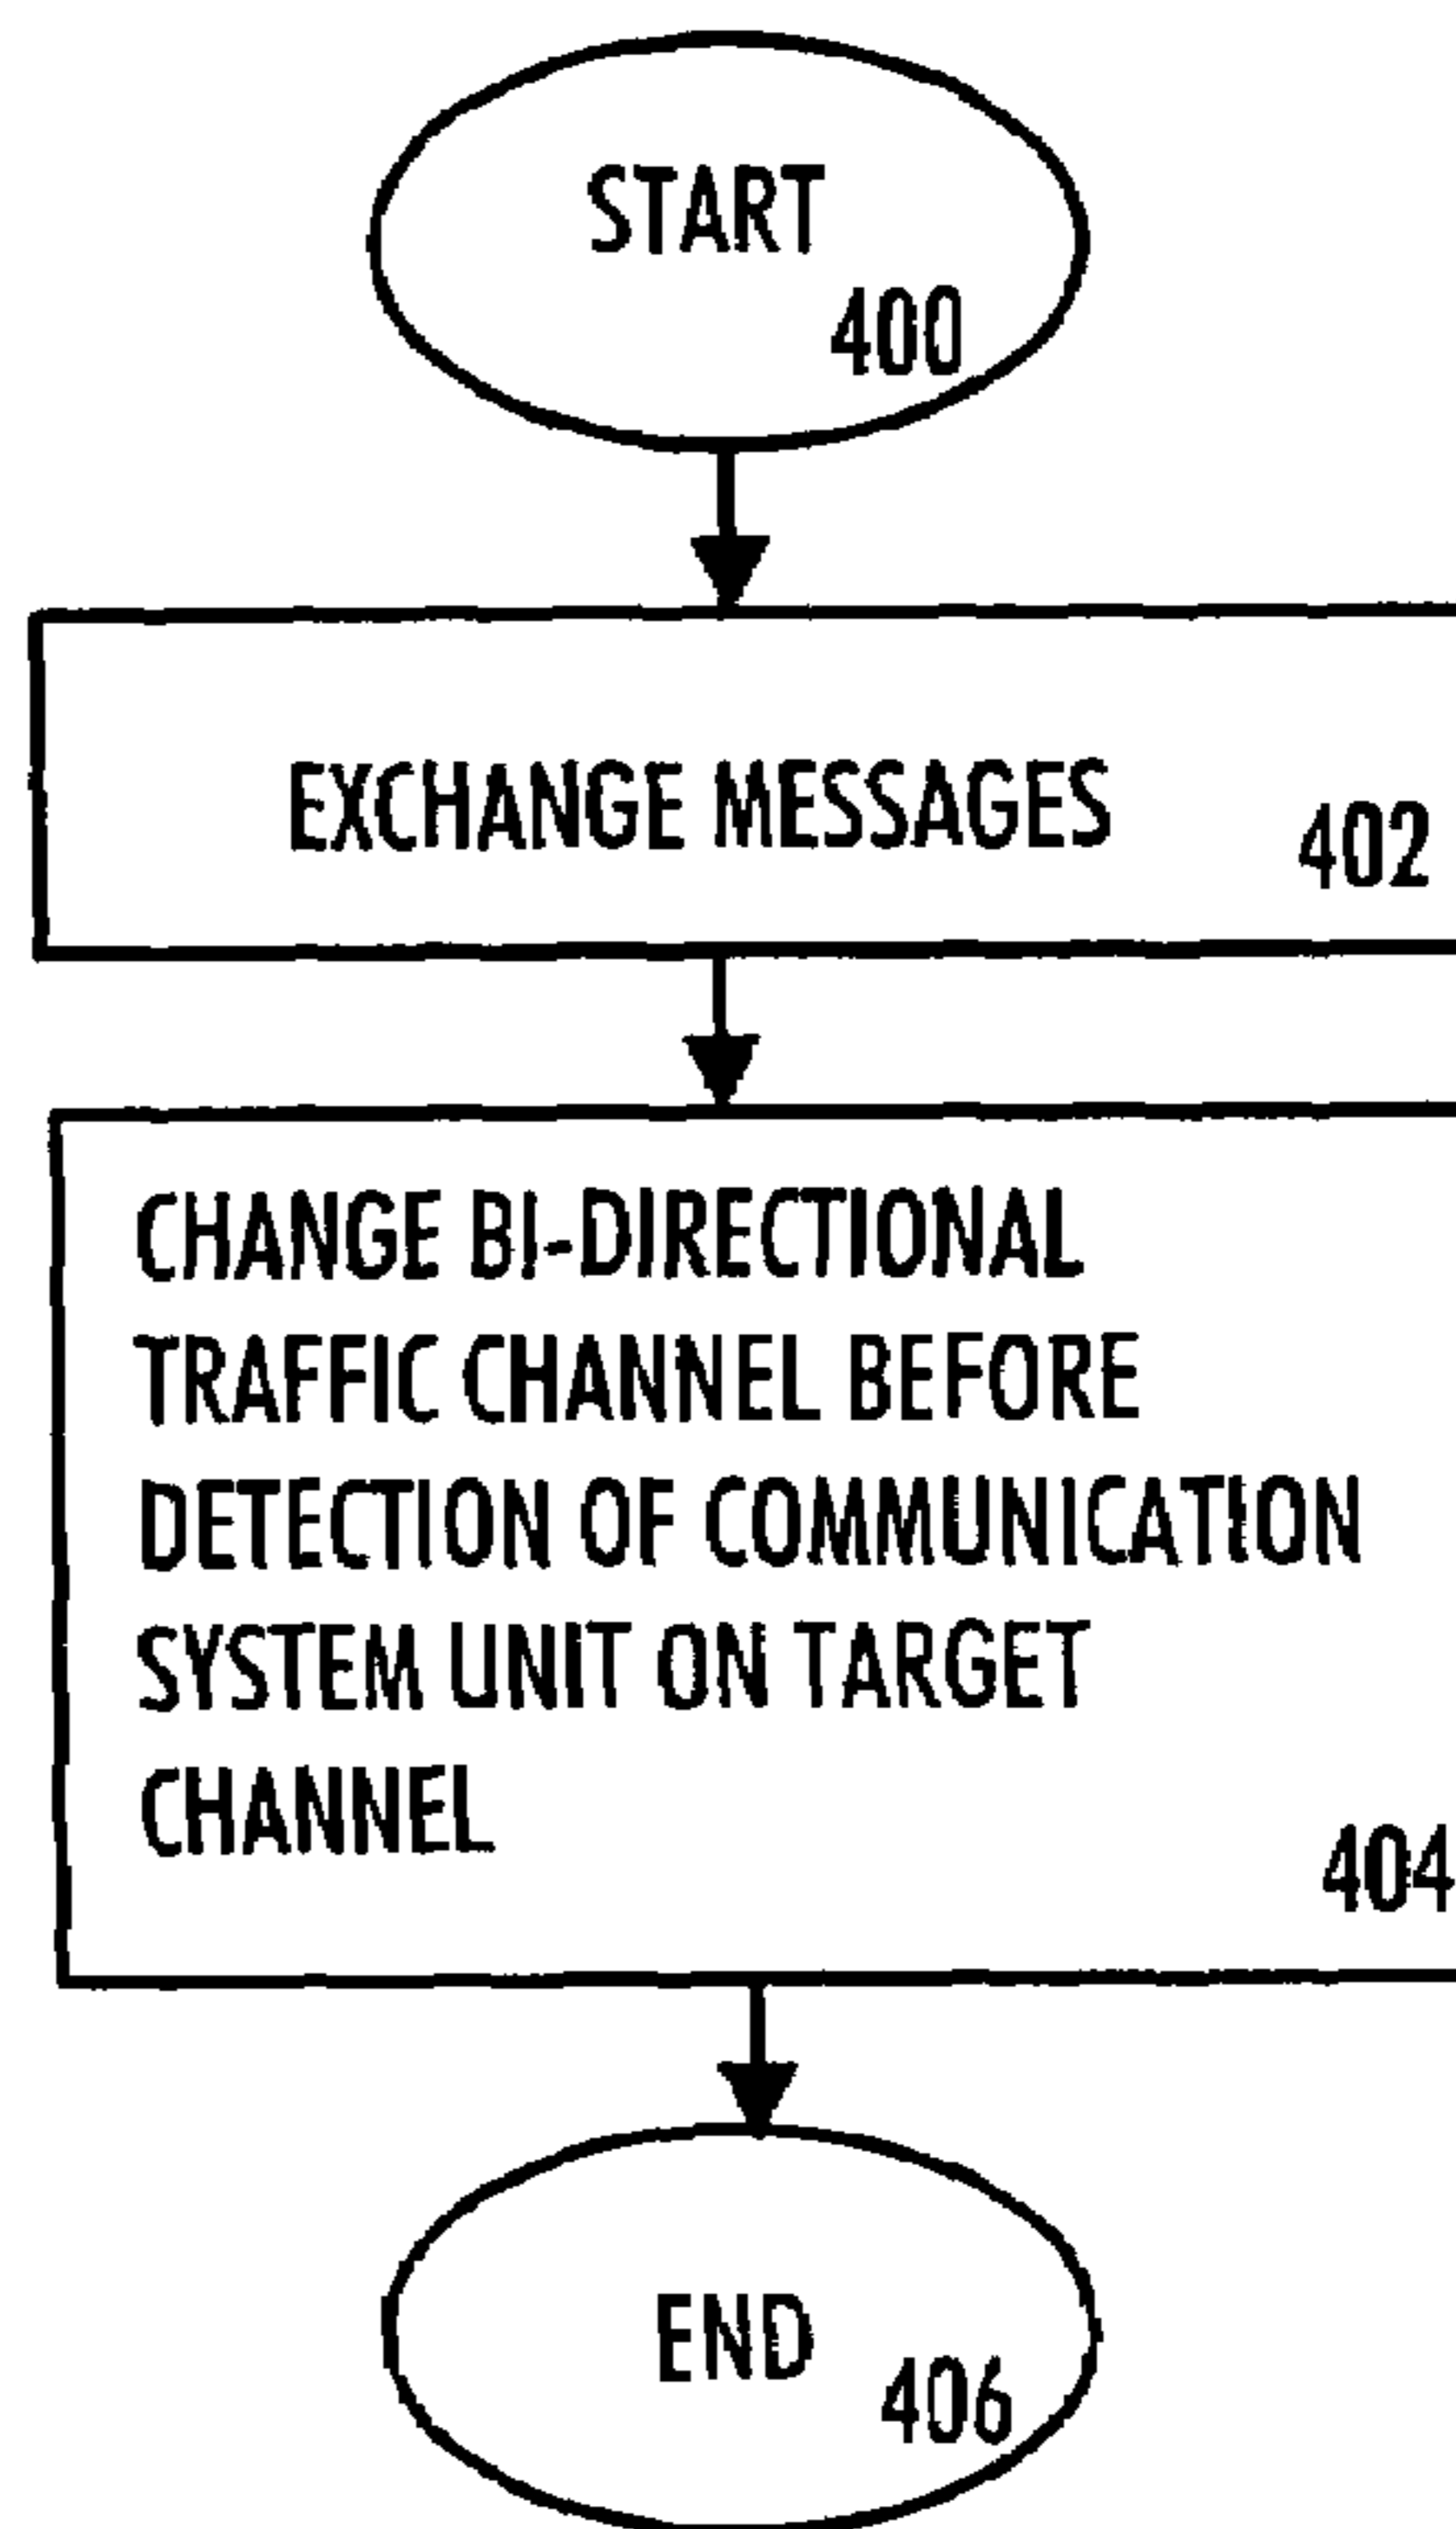 START
400
EXCHANGE MESSAGES
402
CHANGE BI-DIRECTIONAL
TRAFFIC CHANNEL BEFORE
DETECTION OF COMMUNICATION
SYSTEM UNIT ON TARGET
CHANNEL
404
END
406